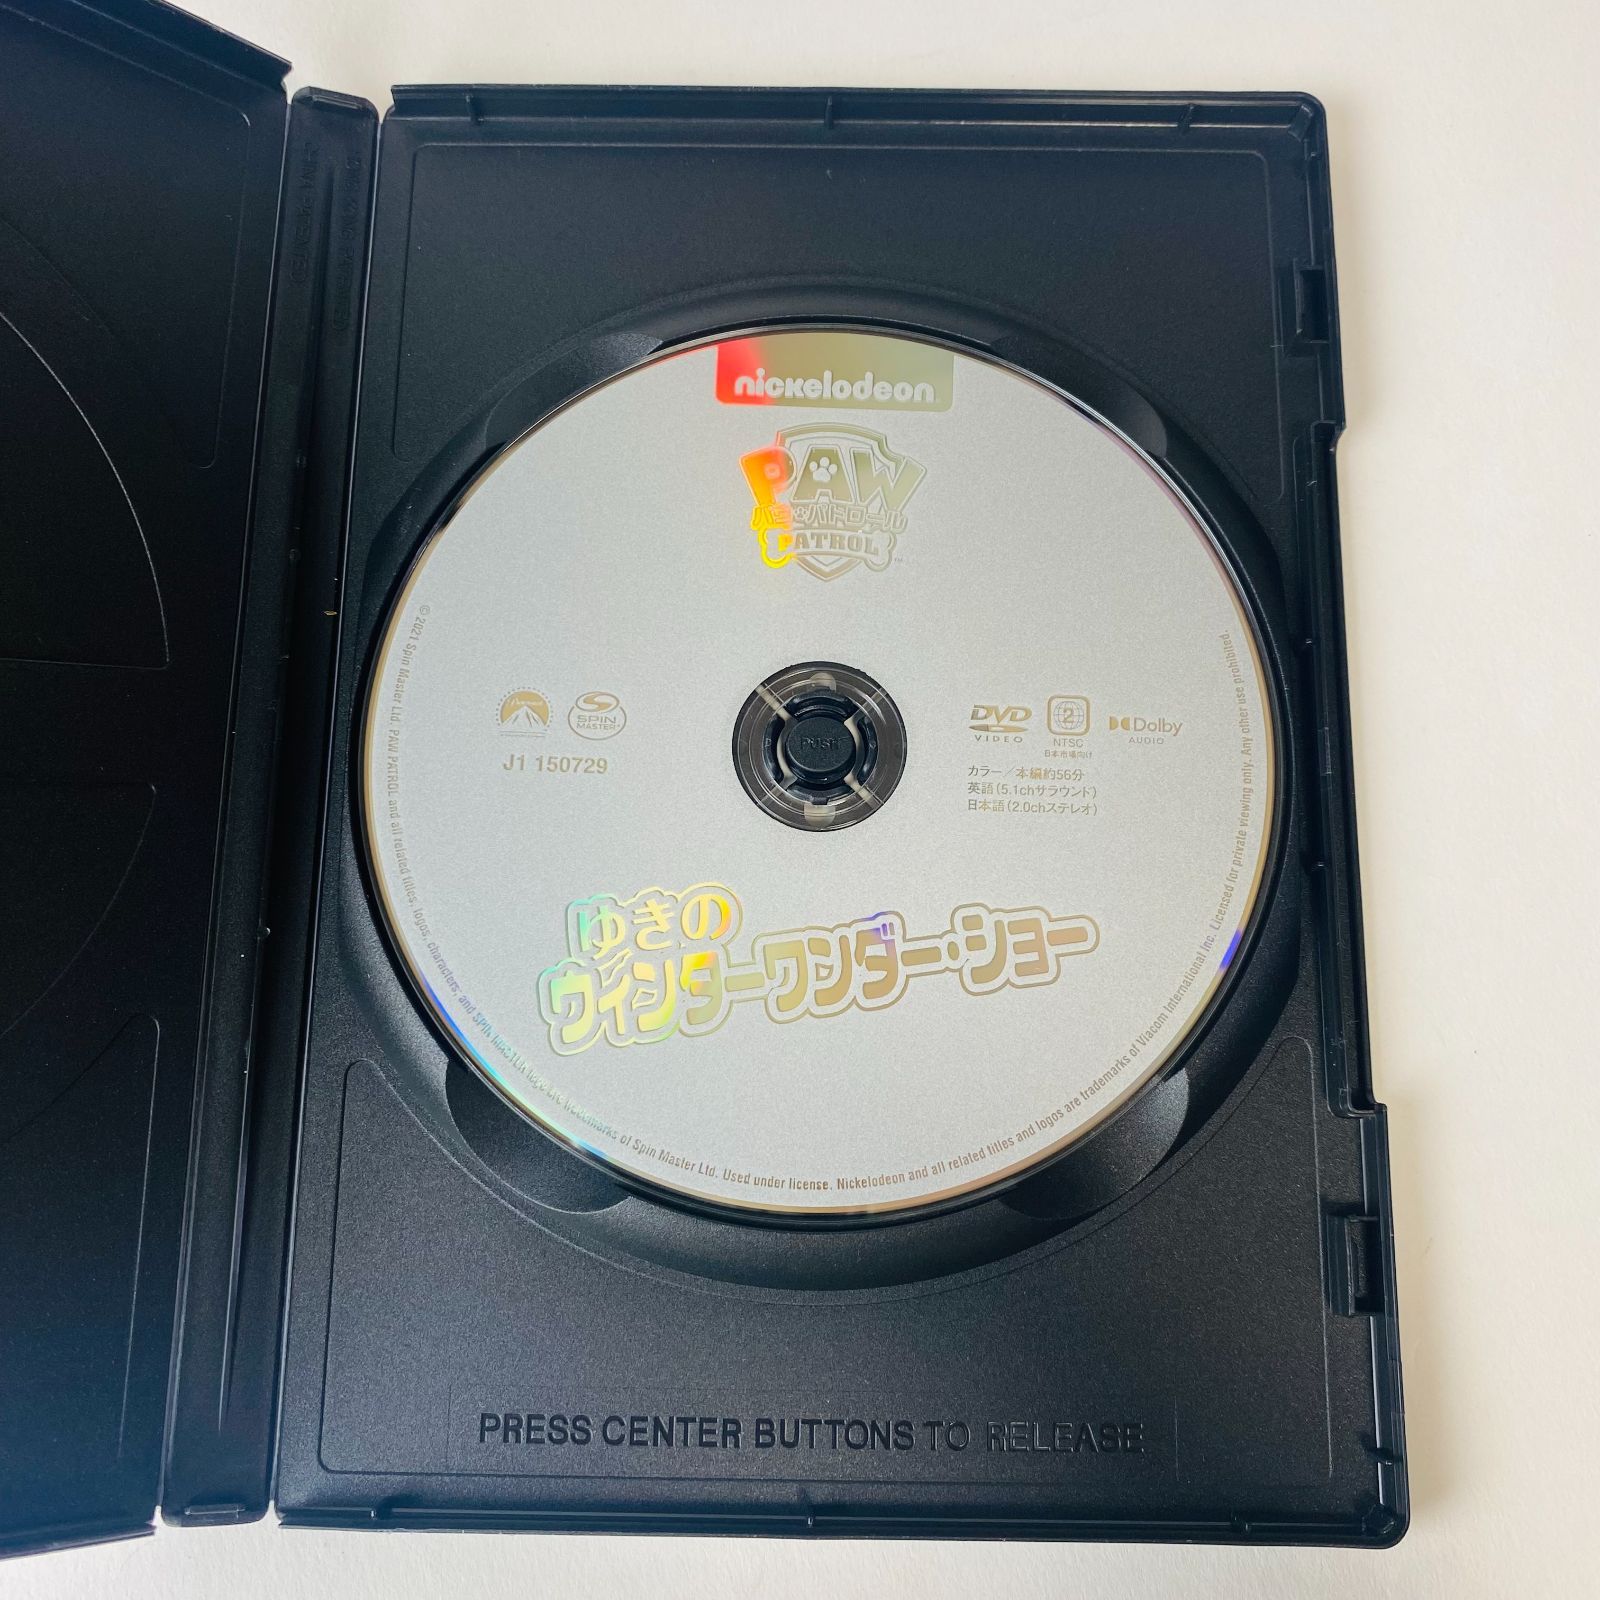 nickelodeon
PAW
パウ・パトロール
PATROL™
Paramount
SPIN
MASTER
J1 150729
PUSH
DVD
VIDEO
2
NTSC
日本市場向け
Dolby
AUDIO
カラー/本編約56分
英語(5.1chサラウンド)
日本語(2.0chステレオ)
ゆきの
ウィンターワンダー・ショー
© 2021 Spin Master Ltd. PAW PATROL and all related titles, logos, characters; and SPIN MASTER logo are trademarks of Spin Master Ltd. Used under license. Nickelodeon and all related titles and logos are trademarks of Viacom International Inc. Licensed for private viewing only. Any other use prohibited.
PRESS CENTER BUTTONS TO RELEASE